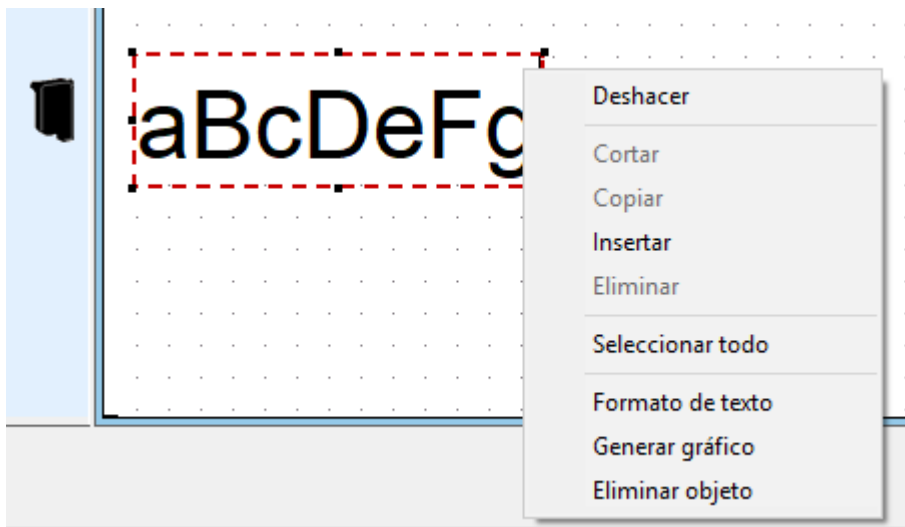 aBcDeFg
Deshacer
Cortar
Copiar
Insertar
Eliminar
Seleccionar todo
Formato de texto
Generar gráfico
Eliminar objeto